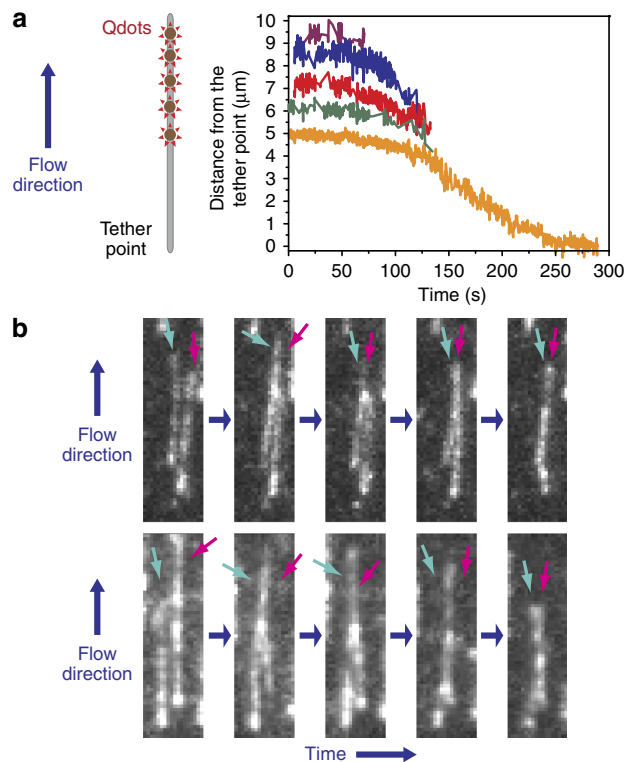 a
Qdots
Flow
direction
Tether
point
Distance from the
tether point (μm)
10
9
8
7
6
5
4
3
2
1
0
0
50
100
150
200
250
300
Time (s)
b
Flow
direction
Flow
direction
Time